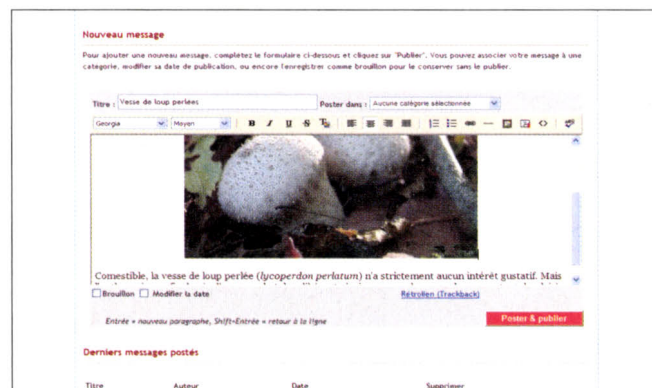 Nouveau message
Pour ajouter une nouveau message, complétez le formulaire ci-dessous et cliquez sur "Publier". Vous pouvez associer votre message à une
catégorie, modifier sa date de publication, ou encore l'enregistrer comme brouillon pour le conserver sans le publier.
Titre : Vesse de loup perlées Poster dans : Aucune catégorie sélectionnée
Georgia Moyen B I U S
Comestible, la vesse de loup perlée (lycoperdon perlatum) n'a strictement aucun intérêt gustatif. Mais
Brouillon Modifier la date Rétrolien (Trackback)
Entrée = nouveau paragraphe, Shift+Entrée = retour à la ligne Poster & publier
Derniers messages postés
Titre Auteur Date Supprimer